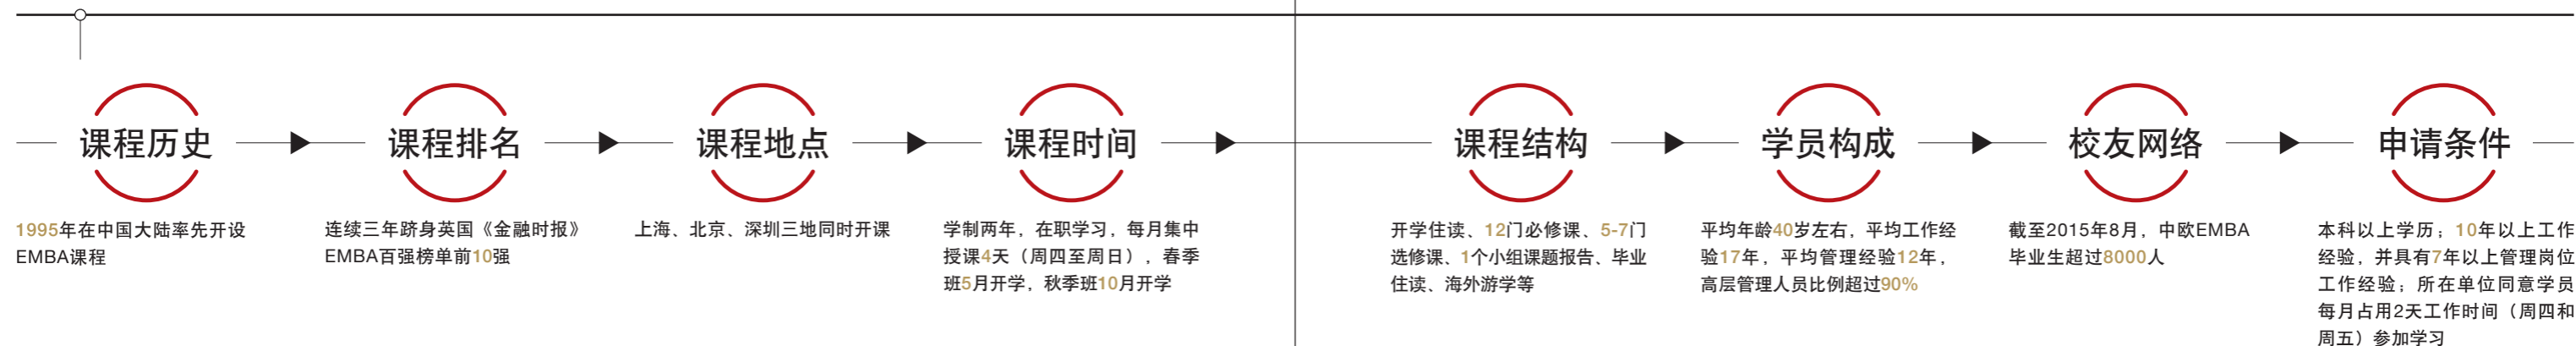 课程历史
1995年在中国大陆率先开设
EMBA课程
课程排名
连续三年跻身英国《金融时报》
EMBA百强榜单前10强
课程地点
上海、北京、深圳三地同时开课
课程时间
学制两年，在职学习，每月集中
授课4天（周四至周日），春季
班5月开学，秋季班10月开学
课程结构
开学住读、12门必修课、5-7门
选修课、1个小组课题报告、毕业
住读、海外游学等
学员构成
平均年龄40岁左右，平均工作经
验17年，平均管理经验12年，
高层管理人员比例超过90%
校友网络
截至2015年8月，中欧EMBA
毕业生超过8000人
申请条件
本科以上学历；10年以上工作
经验，并具有7年以上管理岗位
工作经验；所在单位同意学员
每月占用2天工作时间（周四和
周五）参加学习